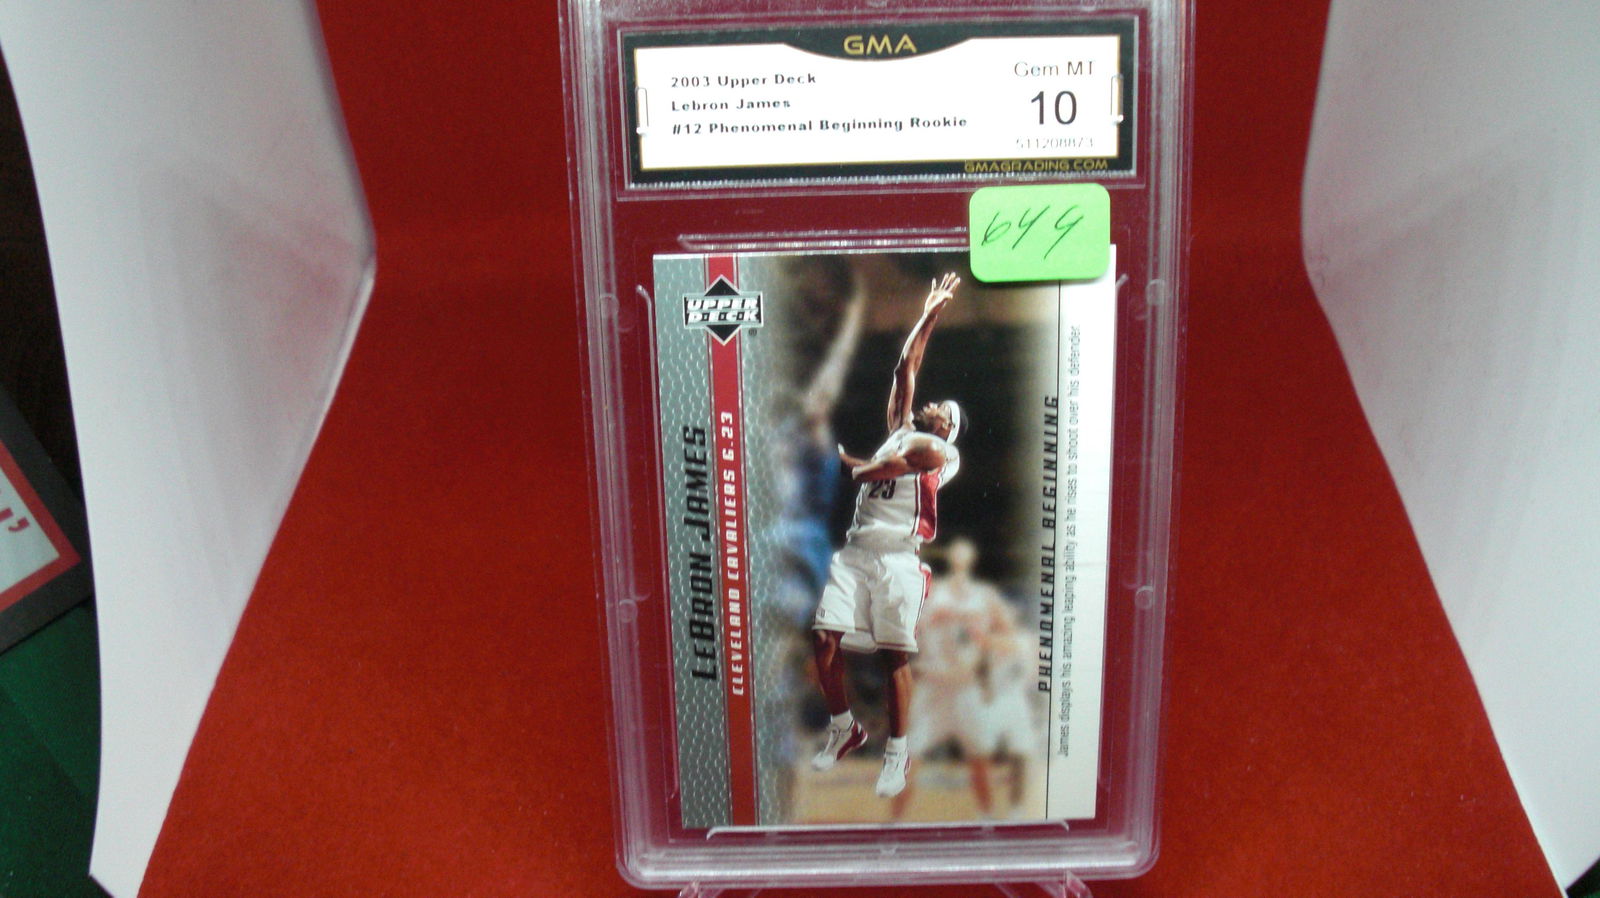 GMA
2003 Upper Deck
Lebron James
#12 Phenomenal Beginning Rookie
Gem MT
10
511208873
GMAGRADING.COM
649
UPPER
DECK
LEBRON JAMES
CLEVELAND CAVALIERS G.23
23
PHENOMENAL BEGINNING
James displays his amazing leaping ability as he rises to shoot over his defender.